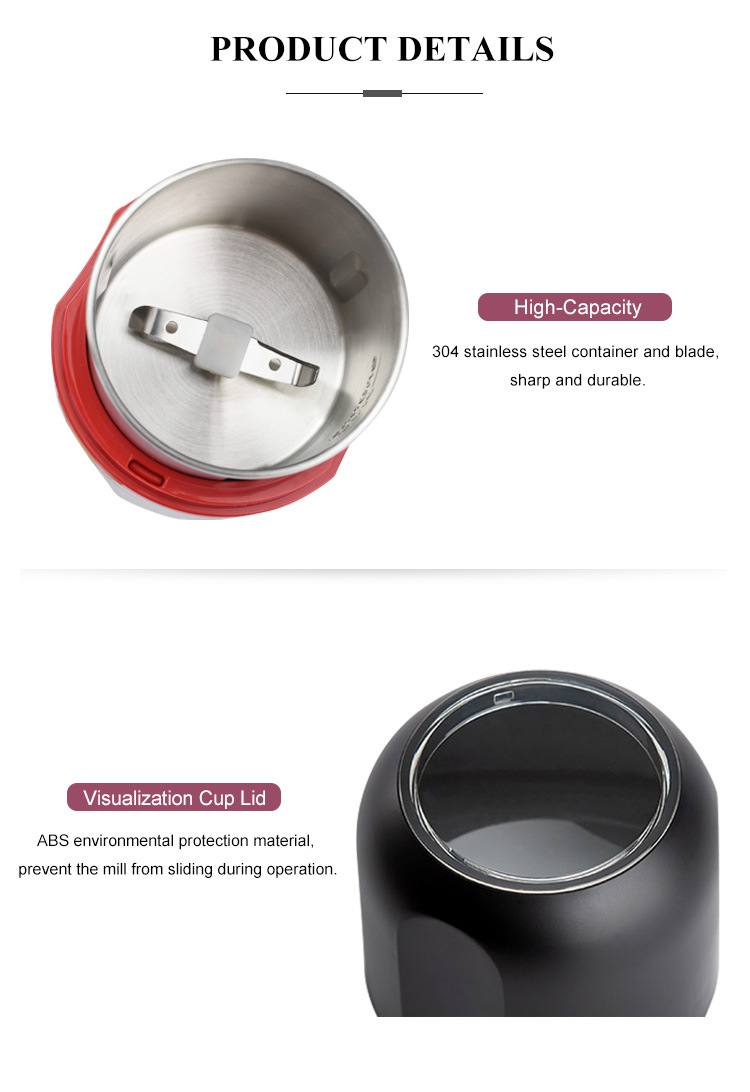 PRODUCT DETAILS
High-Capacity
304 stainless steel container and blade,
sharp and durable.
Visualization Cup Lid
ABS environmental protection material,
prevent the mill from sliding during operation.